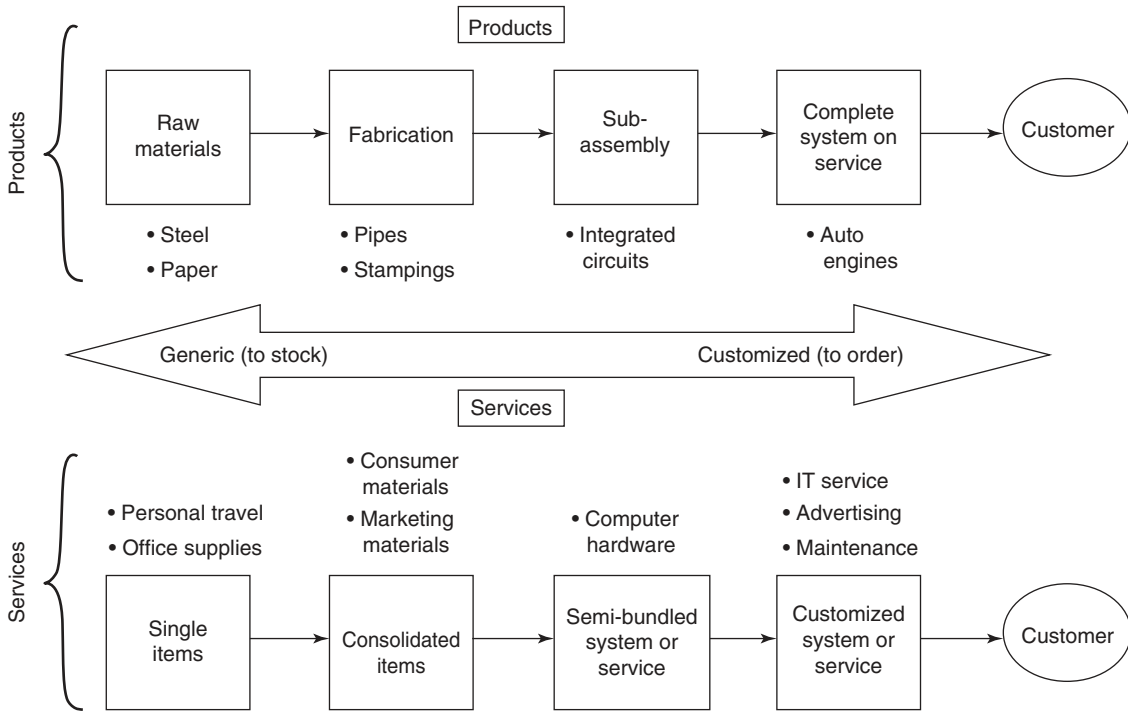 Products
Products
Raw
materials
Fabrication
Sub-
assembly
Complete
system on
service
Customer
• Steel
• Paper
• Pipes
• Stampings
• Integrated
circuits
• Auto
engines
Generic (to stock)
Customized (to order)
Services
Services
• Personal travel
• Office supplies
• Consumer
materials
• Marketing
materials
• Computer
hardware
• IT service
• Advertising
• Maintenance
Single
items
Consolidated
items
Semi-bundled
system or
service
Customized
system or
service
Customer